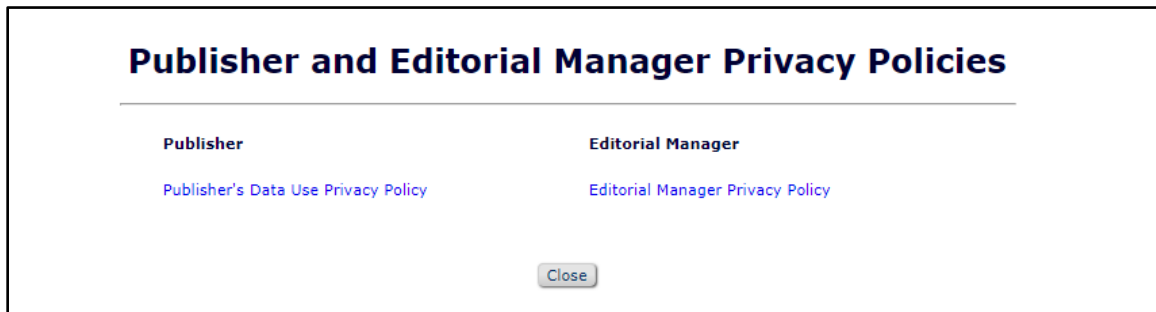 Publisher and Editorial Manager Privacy Policies
Publisher
Publisher's Data Use Privacy Policy
Editorial Manager
Editorial Manager Privacy Policy
Close